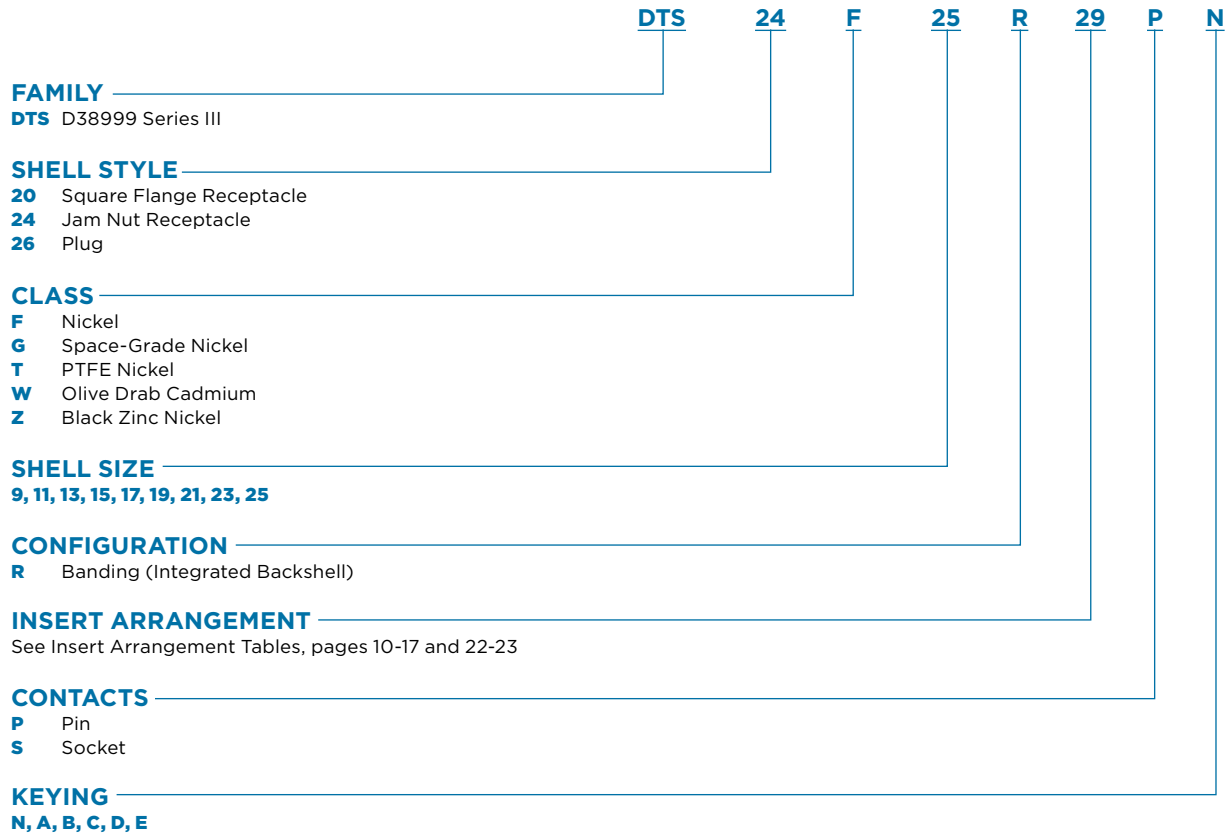 DTS 24 F 25 R 29 P N
FAMILY
DTS D38999 Series III
SHELL STYLE
20 Square Flange Receptacle
24 Jam Nut Receptacle
26 Plug
CLASS
F Nickel
G Space-Grade Nickel
T PTFE Nickel
W Olive Drab Cadmium
Z Black Zinc Nickel
SHELL SIZE
9, 11, 13, 15, 17, 19, 21, 23, 25
CONFIGURATION
R Banding (Integrated Backshell)
INSERT ARRANGEMENT
See Insert Arrangement Tables, pages 10-17 and 22-23
CONTACTS
P Pin
S Socket
KEYING
N, A, B, C, D, E